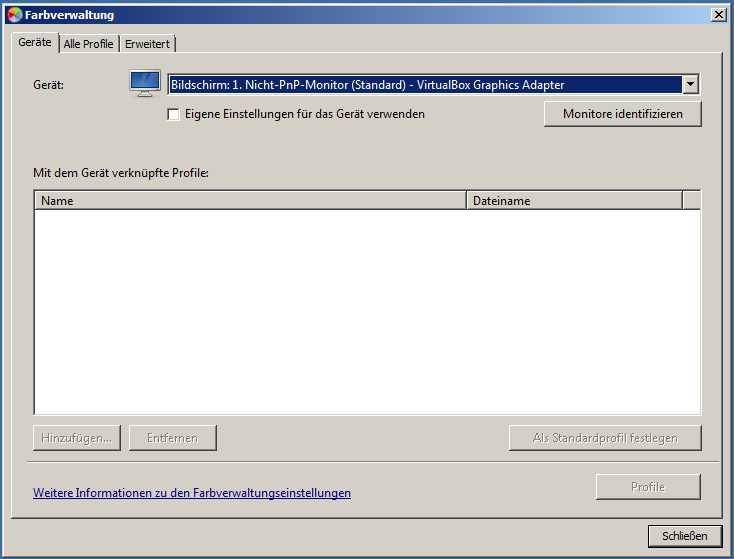 Farbverwaltung
Geräte Alle Profile Erweitert
Gerät: Bildschirm: 1. Nicht-PnP-Monitor (Standard) - VirtualBox Graphics Adapter
Eigene Einstellungen für das Gerät verwenden Monitore identifizieren
Mit dem Gerät verknüpfte Profile:
Name Dateiname
Hinzufügen... Entfernen Als Standardprofil festlegen
Weitere Informationen zu den Farbverwaltungseinstellungen Profile
Schließen